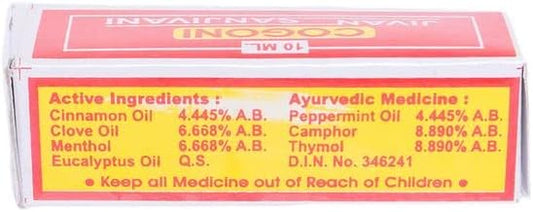 JIVAN SANJIVANI
COGONI
10 ML.
Active Ingredients :
Cinnamon Oil 4.445% A.B.
Clove Oil 6.668% A.B.
Menthol 6.668% A.B.
Eucalyptus Oil Q.S.
Ayurvedic Medicine :
Peppermint Oil 4.445% A.B.
Camphor 8.890% A.B.
Thymol 8.890% A.B.
D.I.N. No. 346241
• Keep all Medicine out of Reach of Children •